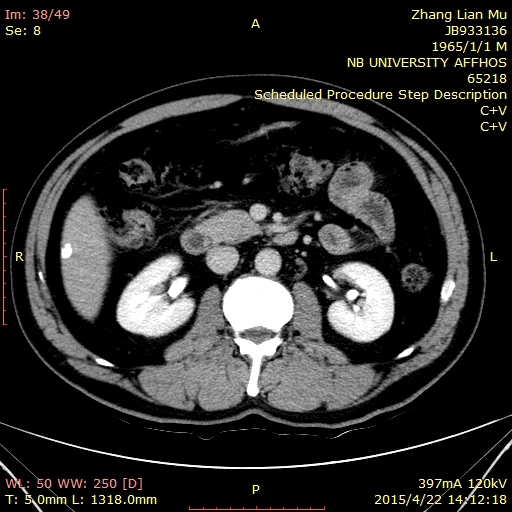 Im: 38/49
Se: 8
A
Zhang Lian Mu
JB933136
1965/1/1 M
NB UNIVERSITY AFFHOS
65218
Scheduled Procedure Step Description
C+V
C+V
R
L
WL: 50 WW: 250 [D]
T: 5.0mm L: 1318.0mm
P
397mA 120kV
2015/4/22 14:12:18